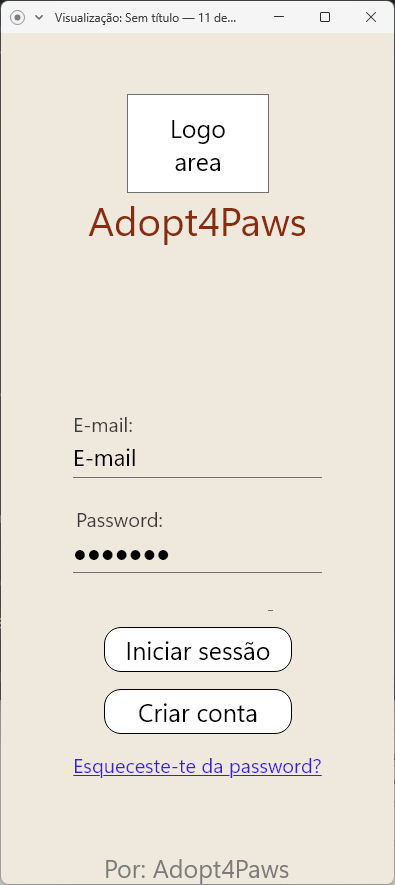 Visualização: Sem título — 11 de...
Logo
area
Adopt4Paws
E-mail:
E-mail
Password:
●●●●●●●
Iniciar sessão
Criar conta
Esqueceste-te da password?
Por: Adopt4Paws